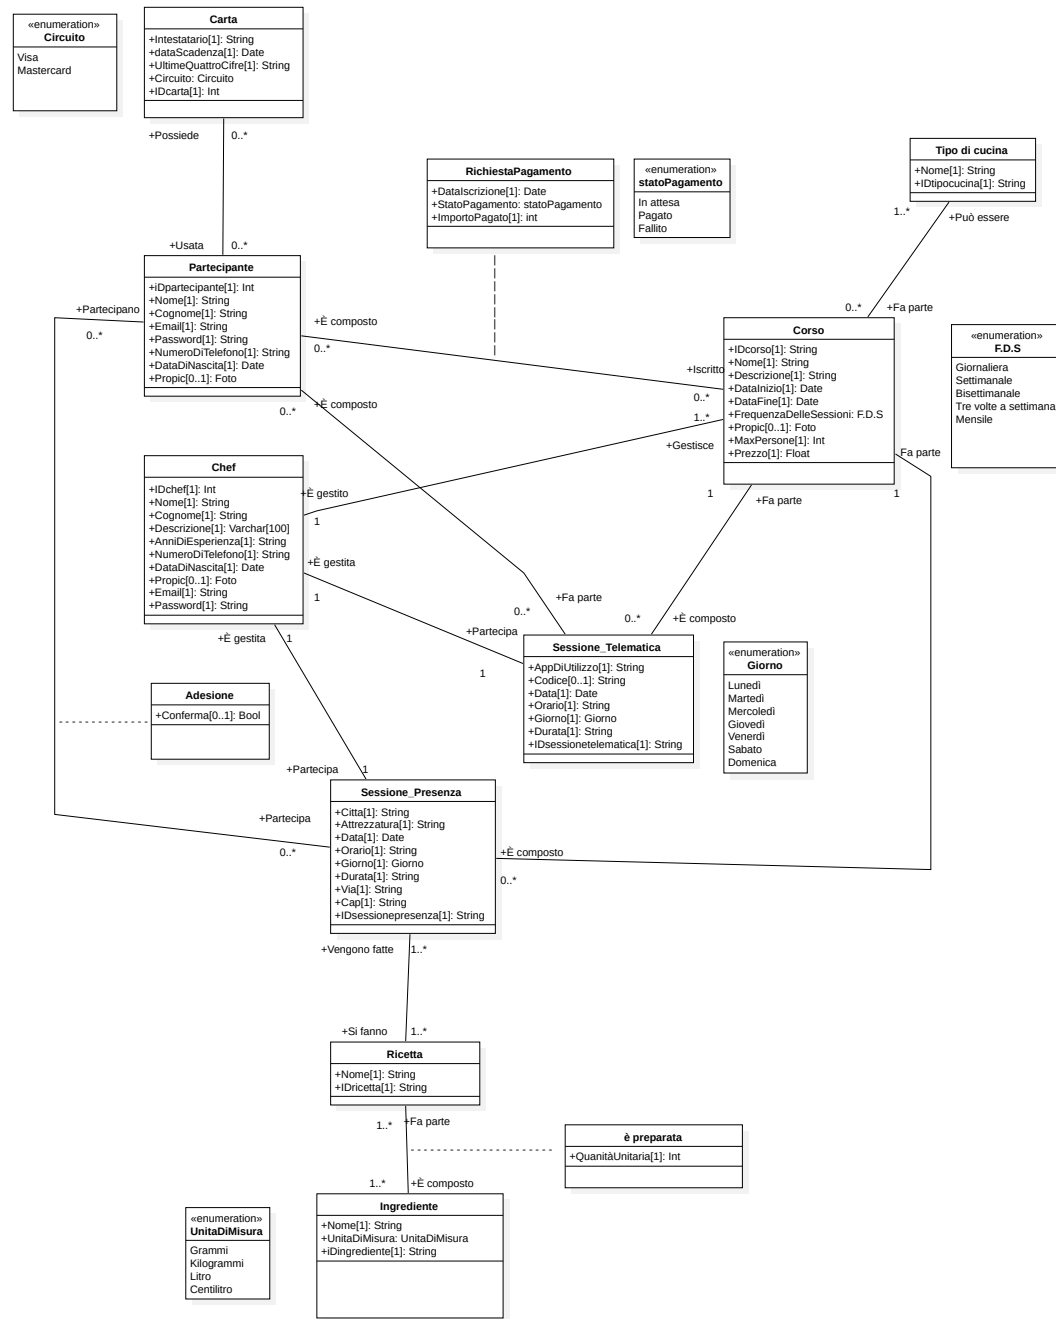 «enumeration»
Circuito
Visa
Mastercard
Carta
+Intestatario[1]: String
+dataScadenza[1]: Date
+UltimeQuattroCifre[1]: String
+Circuito: Circuito
+IDcarta[1]: Int
+Possiede
0..*
+Usata
0..*
RichiestaPagamento
+DataIscrizione[1]: Date
+StatoPagamento: statoPagamento
+ImportoPagato[1]: int
«enumeration»
statoPagamento
In attesa
Pagato
Fallito
Tipo di cucina
+Nome[1]: String
+IDtipocucina[1]: String
1..*
+Può essere
0..*
+Fa parte
Partecipante
+iDpartecipante[1]: Int
+Nome[1]: String
+Cognome[1]: String
+Email[1]: String
+Password[1]: String
+NumeroDiTelefono[1]: String
+DataDiNascita[1]: Date
+Propic[0..1]: Foto
+Partecipano
0..*
+È composto
0..*
+Iscritto
0..*
0..*
+È composto
Corso
+IDcorso[1]: String
+Nome[1]: String
+Descrizione[1]: String
+DataInizio[1]: Date
+DataFine[1]: Date
+FrequenzaDelleSessioni: F.D.S
+Propic[0..1]: Foto
+MaxPersone[1]: Int
+Prezzo[1]: Float
«enumeration»
F.D.S
Giornaliera
Settimanale
Bisettimanale
Tre volte a settimana
Mensile
1..*
+Gestisce
Fa parte
1
1
+Fa parte
Chef
+IDchef[1]: Int
+Nome[1]: String
+Cognome[1]: String
+Descrizione[1]: Varchar[100]
+AnniDiEsperienza[1]: String
+NumeroDiTelefono[1]: String
+DataDiNascita[1]: Date
+Propic[0..1]: Foto
+Email[1]: String
+Password[1]: String
+È gestito
1
+È gestita
1
+Fa parte
0..*
0..*
+È composto
+Partecipa
1
+È gestita
1
Sessione_Telematica
+AppDiUtilizzo[1]: String
+Codice[0..1]: String
+Data[1]: Date
+Orario[1]: String
+Giorno[1]: Giorno
+Durata[1]: String
+IDsessionetelematica[1]: String
«enumeration»
Giorno
Lunedì
Martedì
Mercoledì
Giovedì
Venerdì
Sabato
Domenica
Adesione
+Conferma[0..1]: Bool
+Partecipa
1
+Partecipa
0..*
Sessione_Presenza
+Citta[1]: String
+Attrezzatura[1]: String
+Data[1]: Date
+Orario[1]: String
+Giorno[1]: Giorno
+Durata[1]: String
+Via[1]: String
+Cap[1]: String
+IDsessionepresenza[1]: String
+È composto
0..*
+Vengono fatte
1..*
+Si fanno
1..*
Ricetta
+Nome[1]: String
+IDricetta[1]: String
1..*
+Fa parte
è preparata
+QuanitàUnitaria[1]: Int
1..*
+È composto
«enumeration»
UnitaDiMisura
Grammi
Kilogrammi
Litro
Centilitro
Ingrediente
+Nome[1]: String
+UnitaDiMisura: UnitaDiMisura
+iDingrediente[1]: String